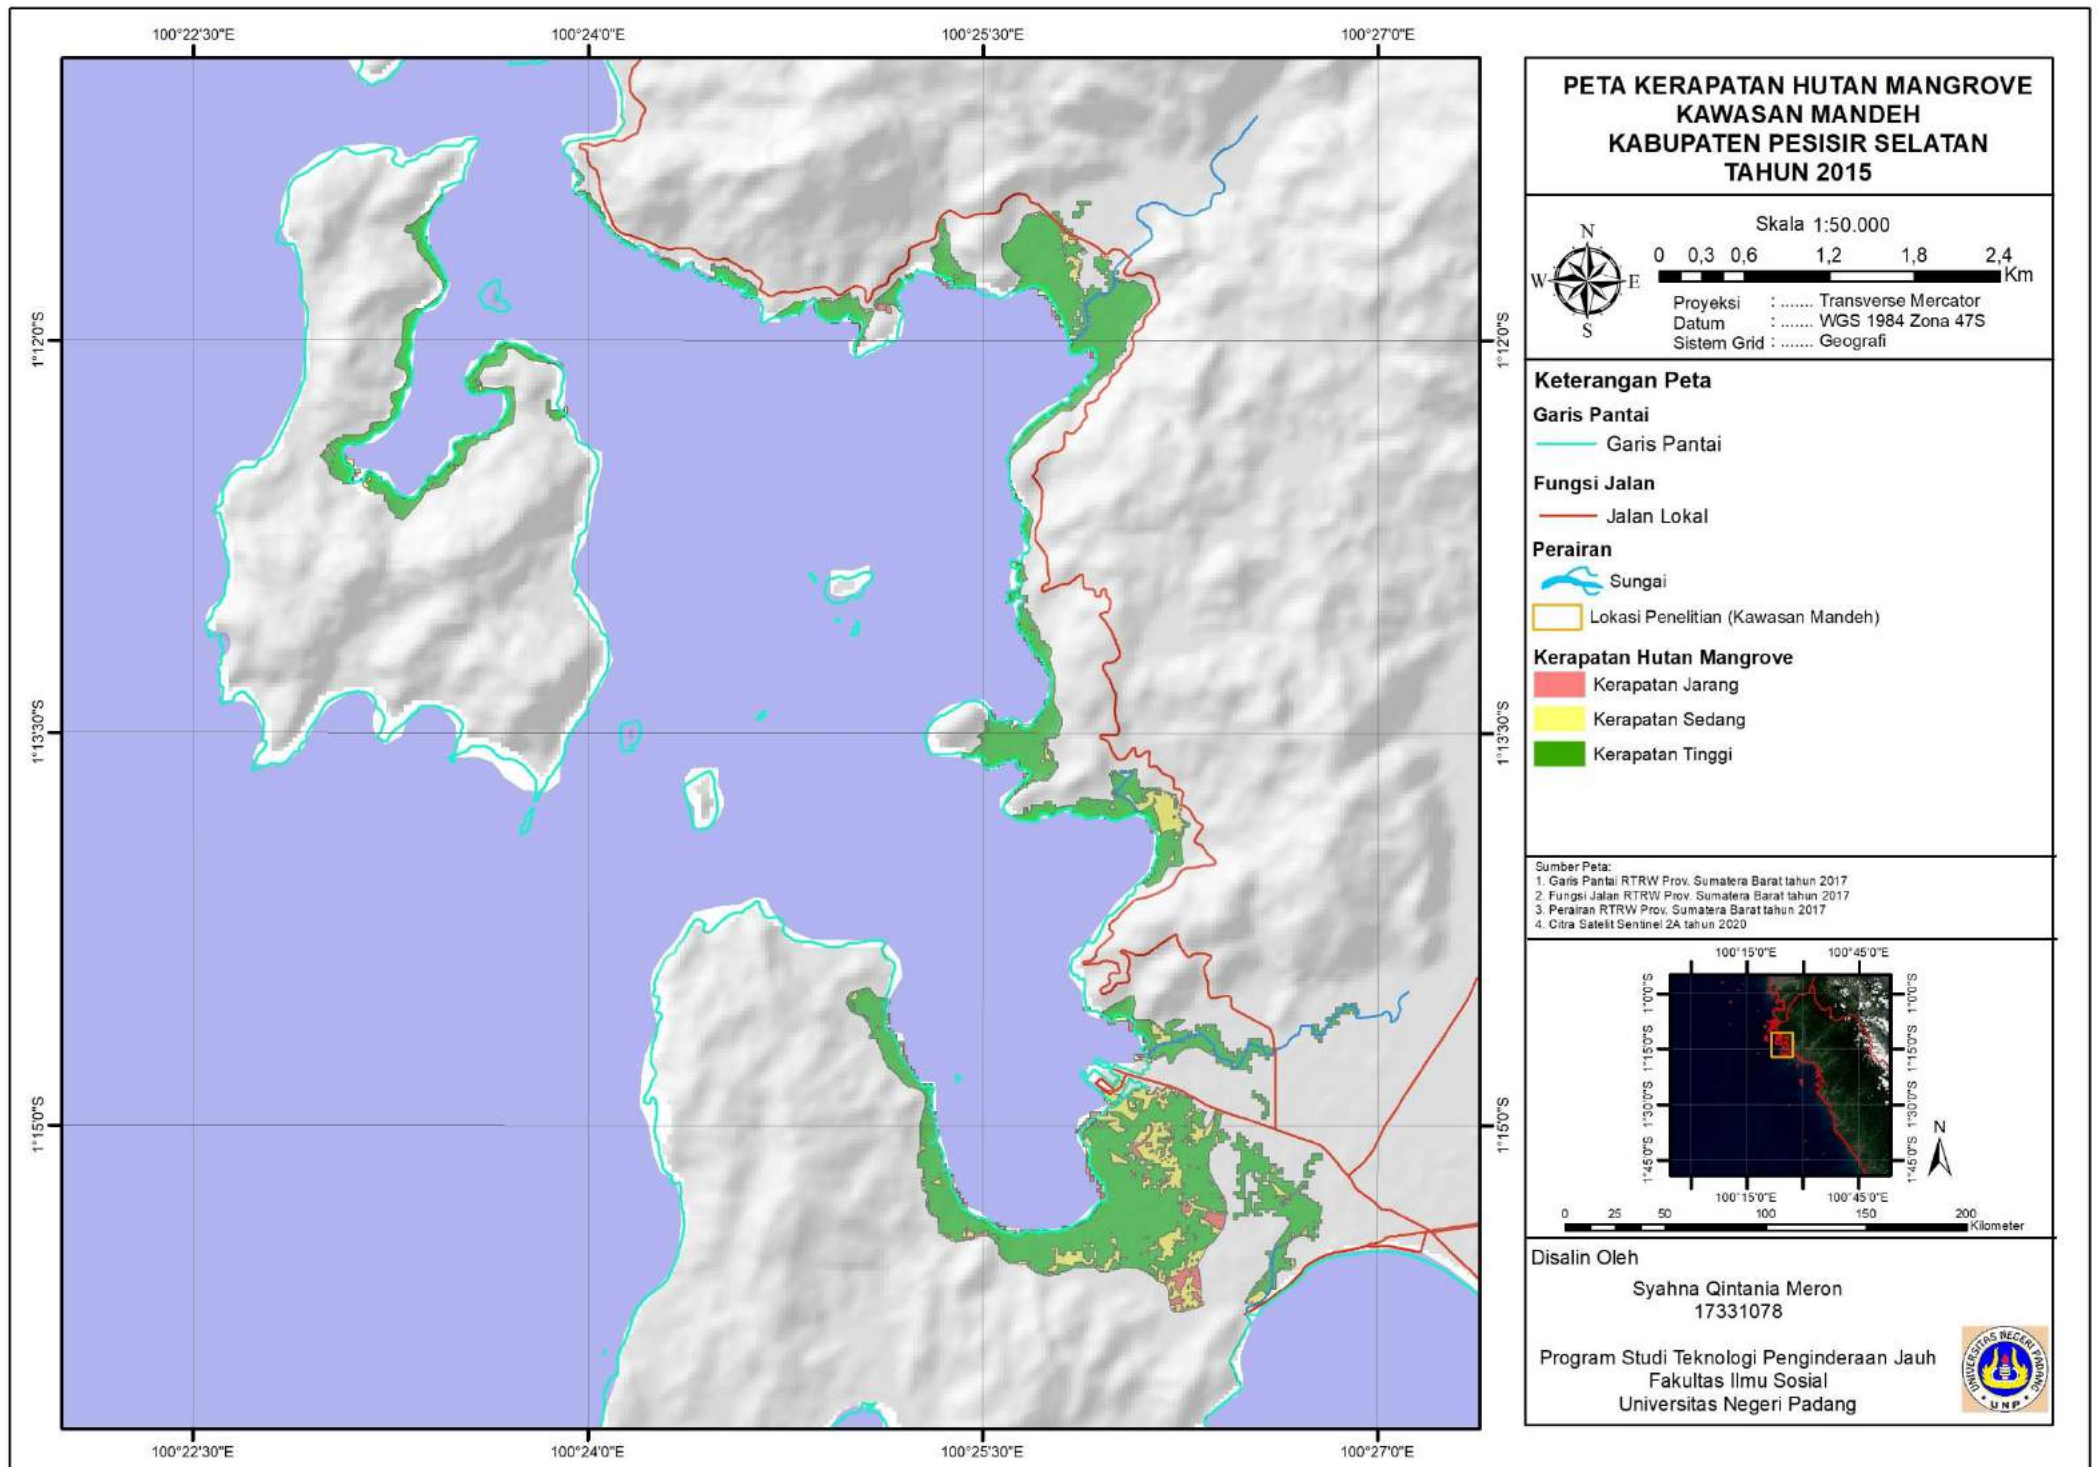 PETA KERAPATAN HUTAN MANGROVE
KAWASAN MANDEH
KABUPATEN PESISIR SELATAN
TAHUN 2015
100°22'30"E 100°24'0"E 100°25'30"E 100°27'0"E
1°12'0"S 1°12'0"S
1°13'30"S 1°13'30"S
1°15'0"S 1°15'0"S
100°22'30"E 100°24'0"E 100°25'30"E 100°27'0"E
N
W E
S
Skala 1:50.000
0 0,3 0,6 1,2 1,8 2,4
Km
Proyeksi : ....... Transverse Mercator
Datum : ....... WGS 1984 Zona 47S
Sistem Grid : ....... Geografi
Keterangan Peta
Garis Pantai
Garis Pantai
Fungsi Jalan
Jalan Lokal
Perairan
Sungai
Lokasi Penelitian (Kawasan Mandeh)
Kerapatan Hutan Mangrove
Kerapatan Jarang
Kerapatan Sedang
Kerapatan Tinggi
Sumber Peta:
1. Garis Pantai RTRW Prov. Sumatera Barat tahun 2017
2. Fungsi Jalan RTRW Prov. Sumatera Barat tahun 2017
3. Perairan RTRW Prov. Sumatera Barat tahun 2017
4. Citra Satelit Sentinel 2A tahun 2020
100°15'0"E 100°45'0"E
1°0'0"S 1°0'0"S
1°15'0"S 1°15'0"S
1°30'0"S 1°30'0"S
1°45'0"S 1°45'0"S
100°15'0"E 100°45'0"E
N
0 25 50 100 150 200
Kilometer
Disalin Oleh
Syahna Qintania Meron
17331078
Program Studi Teknologi Penginderaan Jauh
Fakultas Ilmu Sosial
Universitas Negeri Padang
UNIVERSITAS NEGERI PADANG
UNP